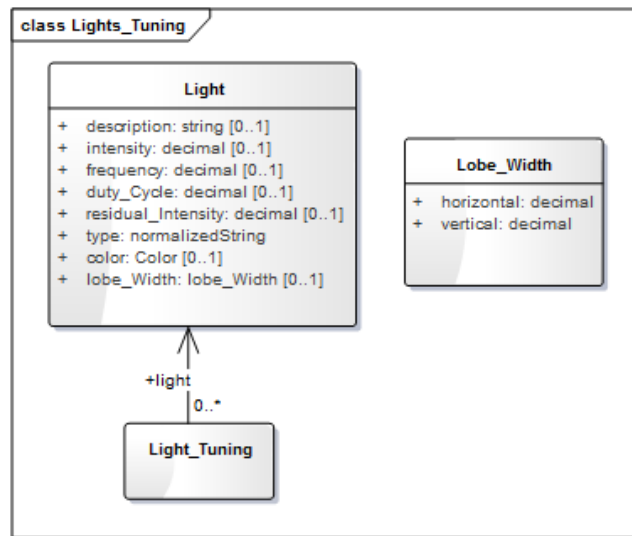 class Lights_Tuning
Light
+ description: string [0..1]
+ intensity: decimal [0..1]
+ frequency: decimal [0..1]
+ duty_Cycle: decimal [0..1]
+ residual_Intensity: decimal [0..1]
+ type: normalizedString
+ color: Color [0..1]
+ lobe_Width: lobe_Width [0..1]
Lobe_Width
+ horizontal: decimal
+ vertical: decimal
+light
0..*
Light_Tuning